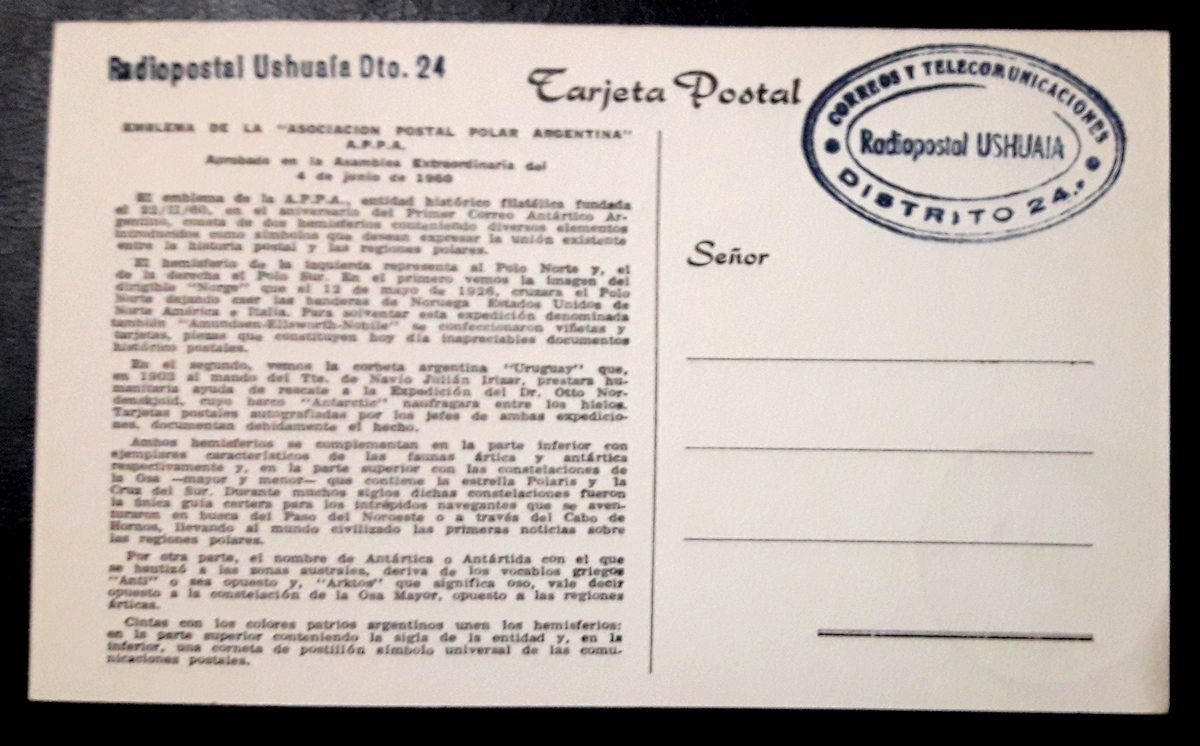 Radiopostal Ushuaia Dto. 24
Tarjeta Postal
CORREOS Y TELECOMUNICACIONES
Radiopostal USHUAIA
DISTRITO 24.º
EMBLEMA DE LA "ASOCIACION POSTAL POLAR ARGENTINA"
A.P.P.A.
Aprobado en la Asamblea Extraordinaria del
4 de junio de 1960
El emblema de la A.P.P.A., entidad histórico filatélica fundada
el 22/II/60, en el aniversario del Primer Correo Antártico Ar-
gentino, consta de dos hemisferios conteniendo diversos elementos
introducidos como símbolos que desean expresar la unión existente
entre la historia postal y las regiones polares.
El hemisferio de la izquierda representa al Polo Norte y, el
de la derecha el Polo Sur. En el primero vemos la imagen del
dirigible "Norge" que el 12 de mayo de 1926, cruzara el Polo
Norte dejando caer las banderas de Noruega Estados Unidos de
Norte América e Italia. Para solventar esta expedición denominada
también "Amundsen-Ellsworth-Nobile" se confeccionaron viñetas y
tarjetas, piezas que constituyen hoy día inapreciables documentos
histórico postales.
En el segundo, vemos la corbeta argentina "Uruguay" que,
en 1903 al mando del Tte. de Navío Julián Irízar, prestara hu-
manitaria ayuda de rescate a la Expedición del Dr. Otto Nor-
denskjold, cuyo barco "Antarctic" naufragara entre los hielos.
Tarjetas postales autografiadas por los jefes de ambas expedicio-
nes, documentan debidamente el hecho.
Ambos hemisferios se complementan en la parte inferior con
ejemplares característicos de las faunas ártica y antártica
respectivamente y, en la parte superior con las constelaciones de
la Osa —mayor y menor— que contiene la estrella Polaris y la
Cruz del Sur. Durante muchos siglos dichas constelaciones fueron
la única guía certera para los intrépidos navegantes que se aven-
turaron en busca del Paso del Noroeste o a través del Cabo de
Hornos, llevando al mundo civilizado las primeras noticias sobre
las regiones polares.
Por otra parte, el nombre de Antártica o Antártida con el que
se bautizó a las zonas australes, deriva de los vocablos griegos
"Anti" o sea opuesto y, "Arktos" que significa oso, vale decir
opuesto a la constelación de la Osa Mayor, opuesto a las regiones
árticas.
Cintas con los colores patrios argentinos unen los hemisferios:
en la parte superior conteniendo la sigla de la entidad y, en la
inferior, una corneta de postillón símbolo universal de las comu-
nicaciones postales.
Señor